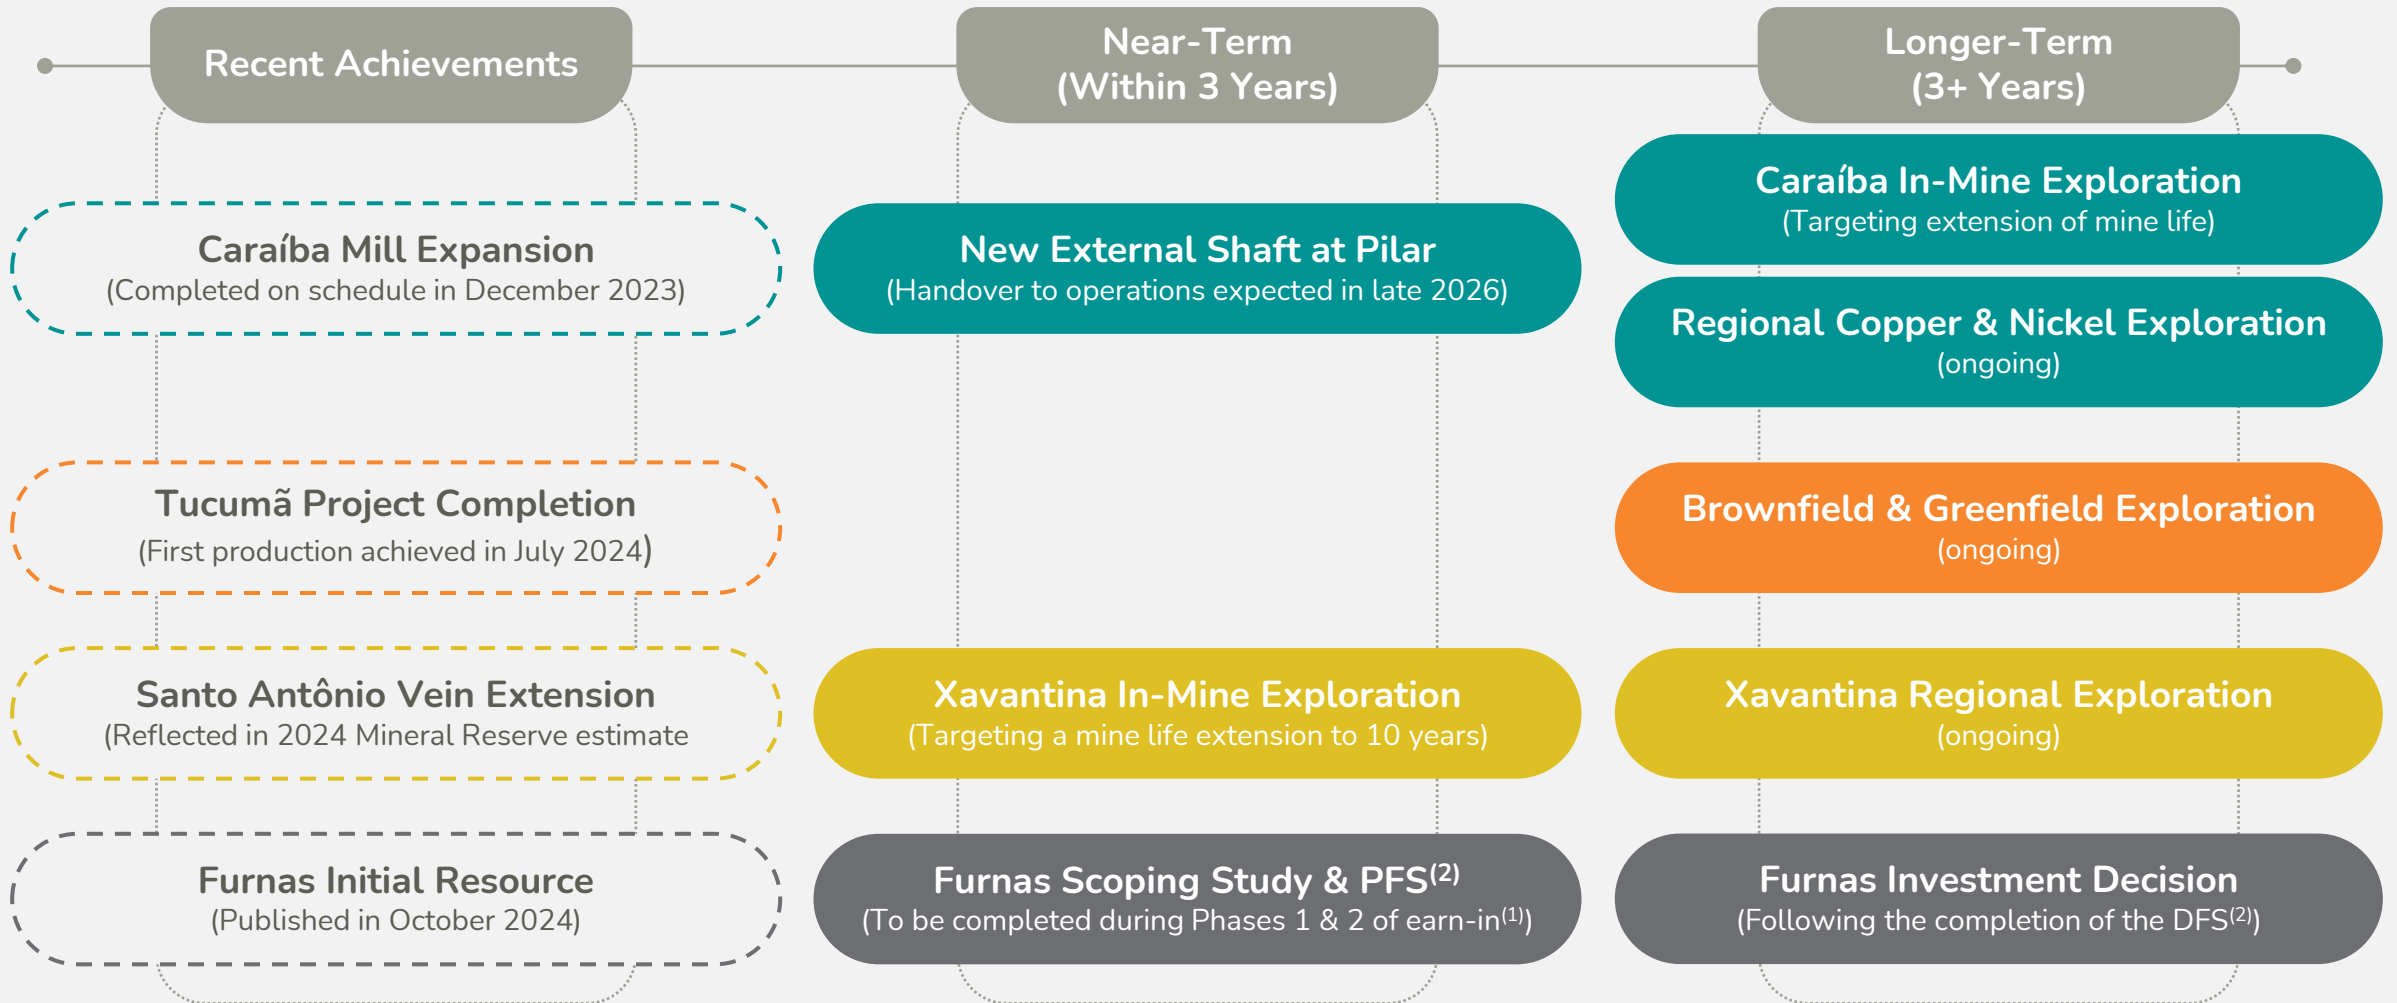 Recent Achievements
Near-Term
(Within 3 Years)
Longer-Term
(3+ Years)
Caraíba Mill Expansion
(Completed on schedule in December 2023)
Tucumã Project Completion
(First production achieved in July 2024)
Santo Antônio Vein Extension
(Reflected in 2024 Mineral Reserve estimate
Furnas Initial Resource
(Published in October 2024)
New External Shaft at Pilar
(Handover to operations expected in late 2026)
Xavantina In-Mine Exploration
(Targeting a mine life extension to 10 years)
Furnas Scoping Study & PFS(2)
(To be completed during Phases 1 & 2 of earn-in(1))
Caraíba In-Mine Exploration
(Targeting extension of mine life)
Regional Copper & Nickel Exploration
(ongoing)
Brownfield & Greenfield Exploration
(ongoing)
Xavantina Regional Exploration
(ongoing)
Furnas Investment Decision
(Following the completion of the DFS(2))